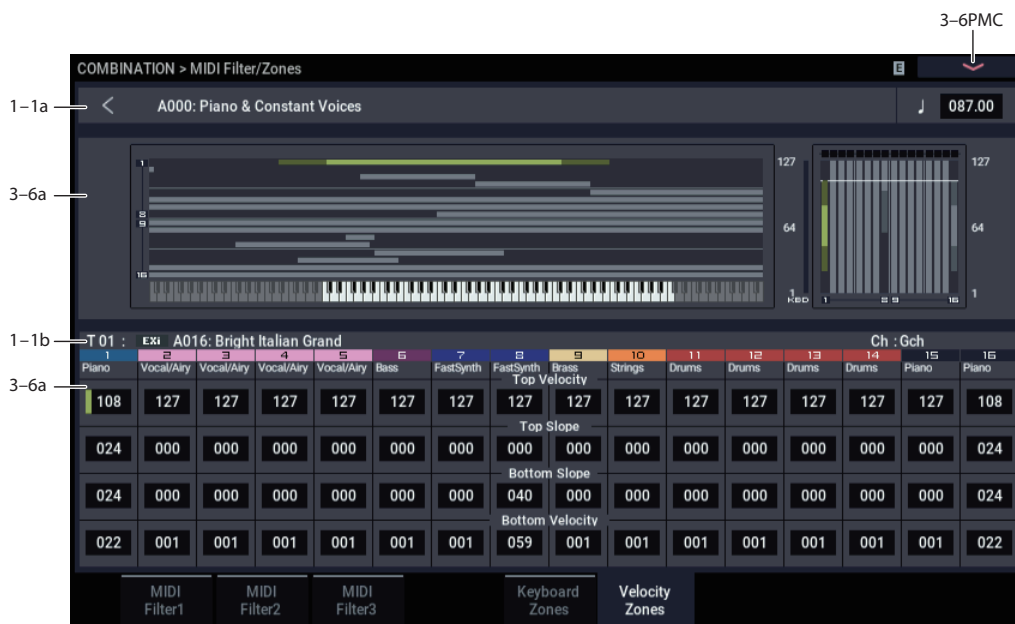 3–6PMC
COMBINATION > MIDI Filter/Zones E
1–1a A000: Piano & Constant Voices 087.00
3–6a
1
8
9
16
127
64
1
KBD
1 8 9 16
127
64
1
1–1b T 01 : EXi A016: Bright Italian Grand Ch : Gch
1 2 3 4 5 6 7 8 9 10 11 12 13 14 15 16
Piano Vocal/Airy Vocal/Airy Vocal/Airy Vocal/Airy Bass FastSynth FastSynth Brass Strings Drums Drums Drums Drums Piano Piano
3–6a
Top Velocity
108 127 127 127 127 127 127 127 127 127 127 127 127 127 127 108
Top Slope
024 000 000 000 000 000 000 000 000 000 000 000 000 000 000 024
Bottom Slope
024 000 000 000 000 000 000 040 000 000 000 000 000 000 000 024
Bottom Velocity
022 001 001 001 001 001 001 059 001 001 001 001 001 001 001 022
MIDI Filter1
MIDI Filter2
MIDI Filter3
Keyboard Zones
Velocity Zones